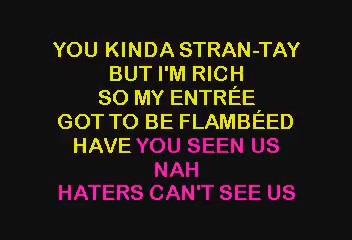 YOU KINDA STRAN-TAY
BUT I'M RICH
SO MY ENTRÉE
GOT TO BE FLAMBÉED
HAVE YOU SEEN US
NAH
HATERS CAN'T SEE US